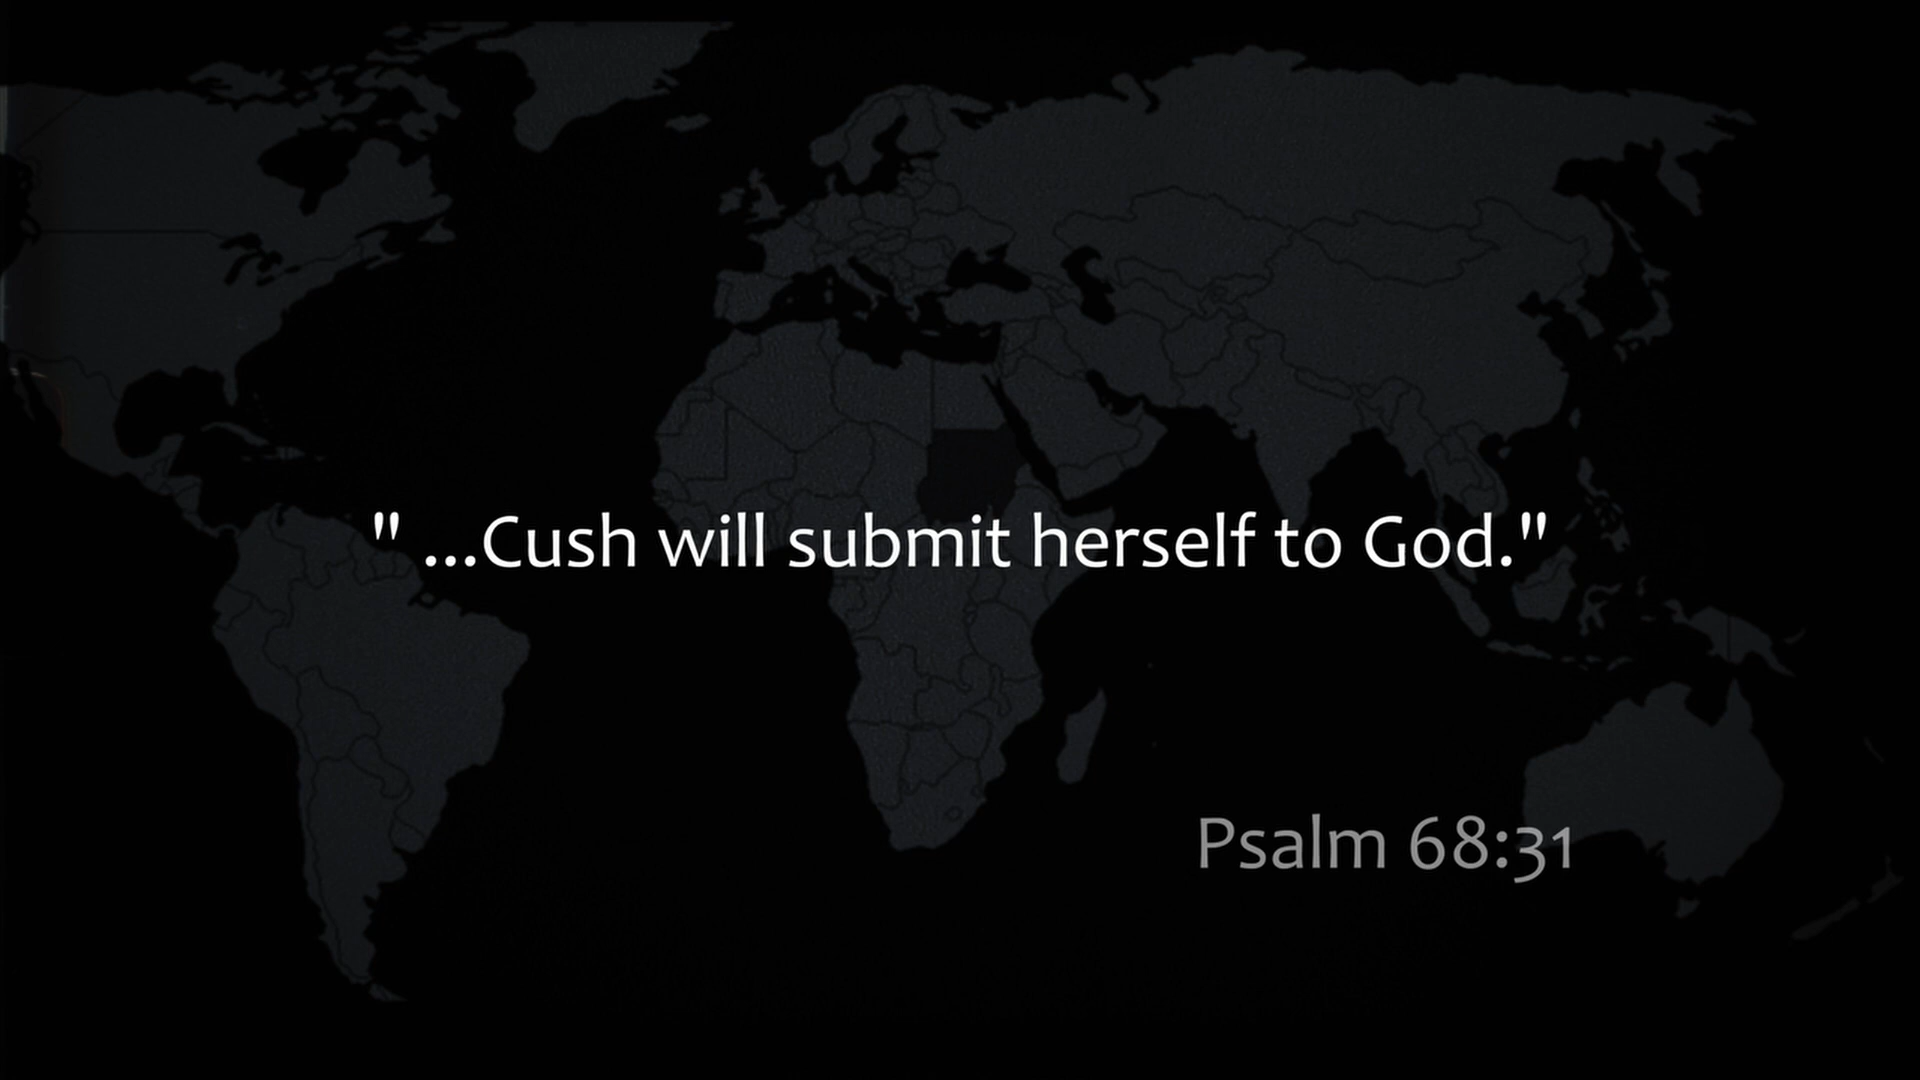 " ...Cush will submit herself to God."
Psalm 68:31